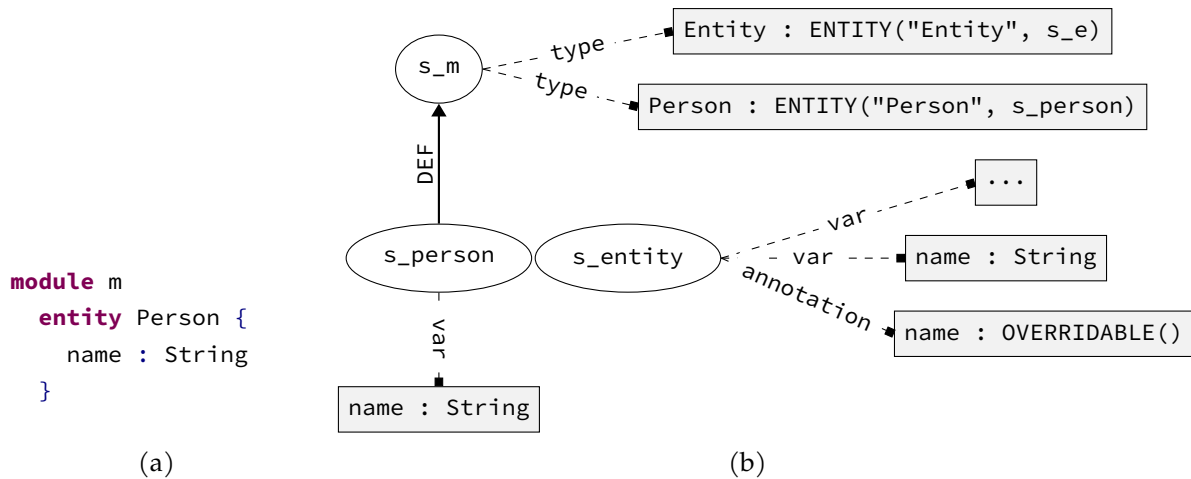 module m
entity Person {
name : String
}
(a)
s_m
type
Entity : ENTITY("Entity", s_e)
type
Person : ENTITY("Person", s_person)
DEF
s_person
s_entity
var
...
var
name : String
annotation
name : OVERRIDABLE()
var
name : String
(b)